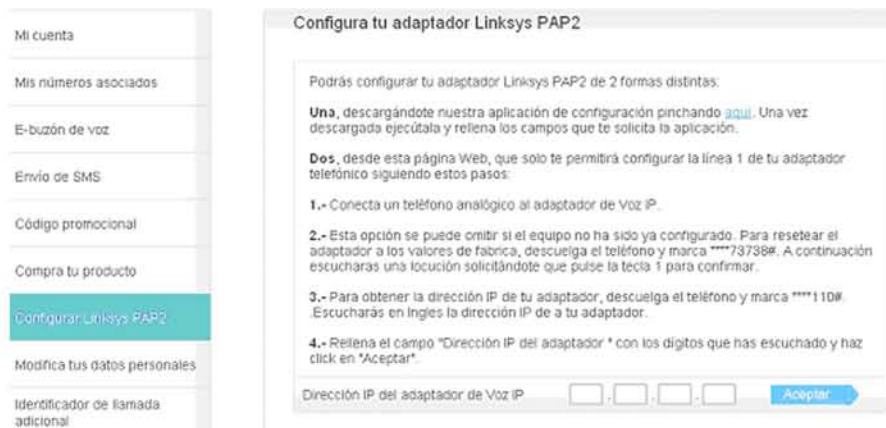 Mi cuenta
Mis números asociados
E-buzón de voz
Envío de SMS
Código promocional
Compra tu producto
Configurar Linksys PAP2
Modifica tus datos personales
Identificador de llamada
adicional
Configura tu adaptador Linksys PAP2
Podrás configurar tu adaptador Linksys PAP2 de 2 formas distintas:
Una, descargándote nuestra aplicación de configuración pinchando aquí. Una vez
descargada ejecútala y rellena los campos que te solicita la aplicación.
Dos, desde esta página Web, que solo te permitirá configurar la línea 1 de tu adaptador
telefónico siguiendo estos pasos:
1.- Conecta un teléfono analógico al adaptador de Voz IP.
2.- Esta opción se puede omitir si el equipo no ha sido ya configurado. Para resetear el
adaptador a los valores de fabrica, descuelga el teléfono y marca ****73738#. A continuación
escucharas una locución solicitándote que pulse la tecla 1 para confirmar.
3.- Para obtener la dirección IP de tu adaptador, descuelga el teléfono y marca ****110#.
.Escucharás en Ingles la dirección IP de a tu adaptador.
4.- Rellena el campo "Dirección IP del adaptador " con los dígitos que has escuchado y haz
click en "Aceptar".
Dirección IP del adaptador de Voz IP . . . Aceptar